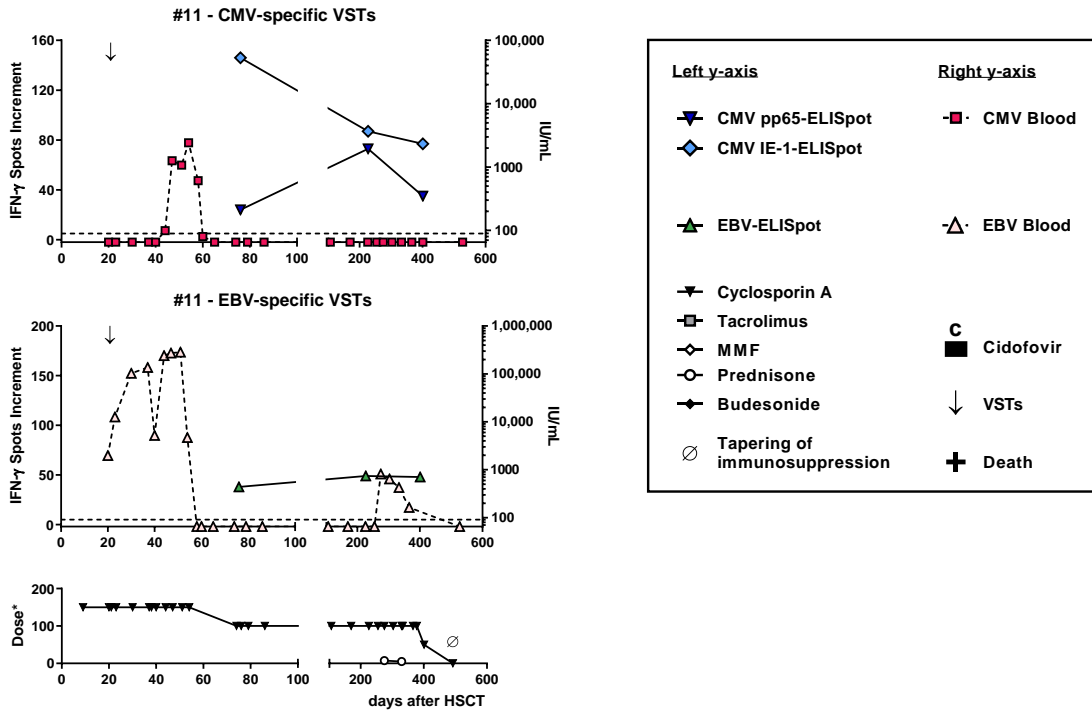 #11 - CMV-specific VSTs
IFN-γ Spots Increment
160
120
80
40
0
100,000
10,000
1000
100
IU/mL
0 20 40 60 80 100 200 400 600
#11 - EBV-specific VSTs
IFN-γ Spots Increment
200
150
100
50
0
1,000,000
100,000
10,000
1000
100
IU/mL
0 20 40 60 80 100 200 400 600
Dose*
200
100
0
0 20 40 60 80 100 200 400 600
days after HSCT
Left y-axis Right y-axis
CMV pp65-ELISpot CMV Blood
CMV IE-1-ELISpot
EBV-ELISpot EBV Blood
Cyclosporin A
Tacrolimus
C
MMF Cidofovir
Prednisone
Budesonide VSTs
Tapering of
immunosuppression Death